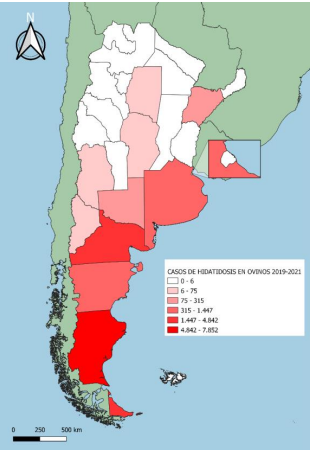 N
CASOS DE HIDATIDOSIS EN OVINOS 2019-2021
0 - 6
6 - 75
75 - 315
315 - 1.447
1.447 - 4.842
4.842 - 7.852
0 250 500 km